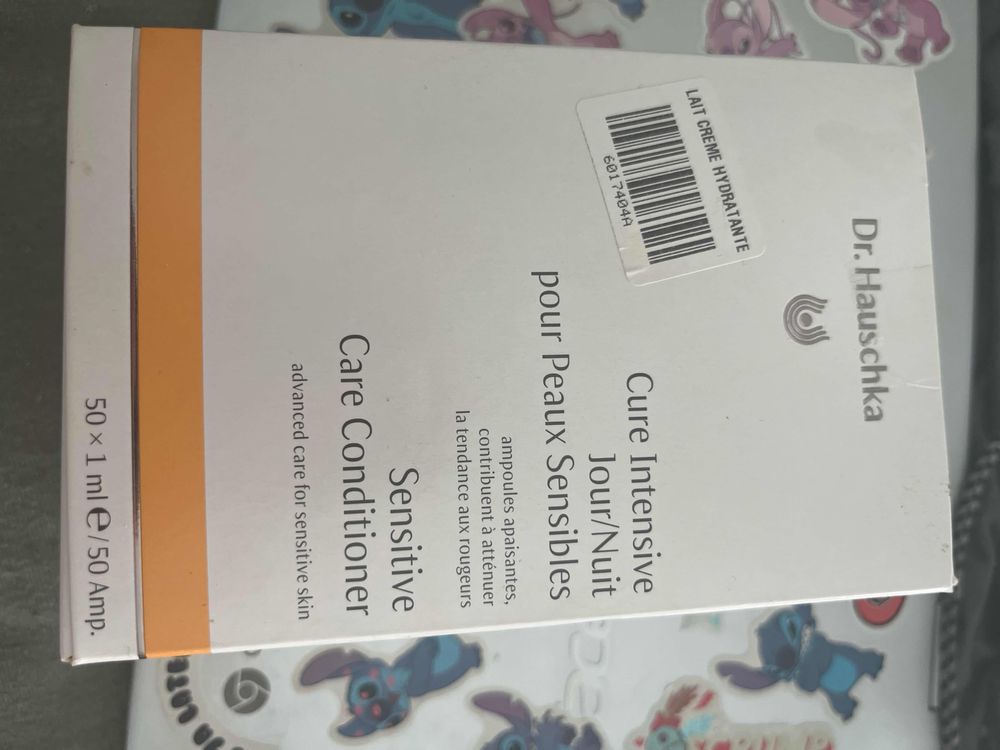 Dr. Hauschka
LAIT CREME HYDRATANTE
6017404A
Cure Intensive
Jour/Nuit
pour Peaux Sensibles
ampoules apaisantes,
contribuent à atténuer
la tendance aux rougeurs
Sensitive
Care Conditioner
advanced care for sensitive skin
50 x 1 ml e / 50 Amp.